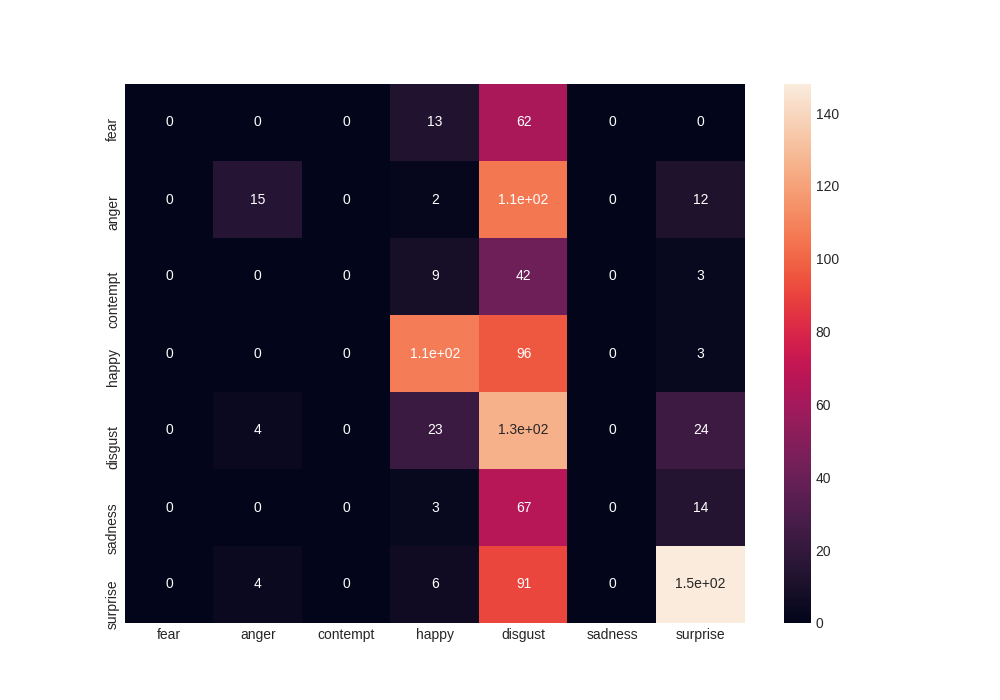 fear 0 0 0 13 62 0 0
anger 0 15 0 2 1.1e+02 0 12
contempt 0 0 0 9 42 0 3
happy 0 0 0 1.1e+02 96 0 3
disgust 0 4 0 23 1.3e+02 0 24
sadness 0 0 0 3 67 0 14
surprise 0 4 0 6 91 0 1.5e+02
fear anger contempt happy disgust sadness surprise
140
120
100
80
60
40
20
0